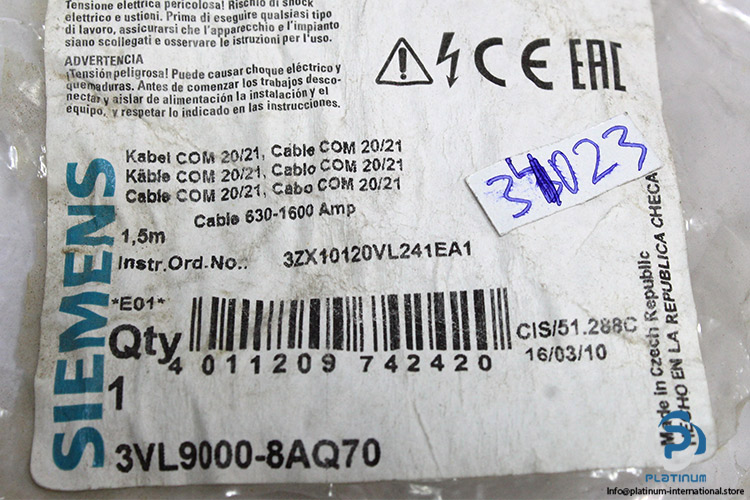 Tensione elettrica pericolosa! Rischio di shock
elettrico e ustioni. Prima di eseguire qualsiasi tipo
di lavoro, assicurarsi che l'apparecchio e l'impianto
siano scollegati e osservare le istruzioni per l'uso.
ADVERTENCIA
¡Tensión peligrosa! Puede causar choque eléctrico y
quemaduras. Antes de comenzar los trabajos desco-
nectar y aislar de alimentación la instalación y el
equipo, y respetar lo indicado en las instrucciones.
CE EAC
023
SIEMENS
Kabel COM 20/21, Cable COM 20/21
Kâble COM 20/21, Cablo COM 20/21
Cable COM 20/21, Cabo COM 20/21
Cable 630-1600 Amp
1,5m
Instr.Ord.No..
3ZX10120VL241EA1
*E01*
Qty
1
4 011209 742420
CIS/51.288C
16/03/10
3VL9000-8AQ70
Made in Czech Republic
HECHO EN LA REPUBLICA CHECA
PLATINUM
Info@platinum-international.store